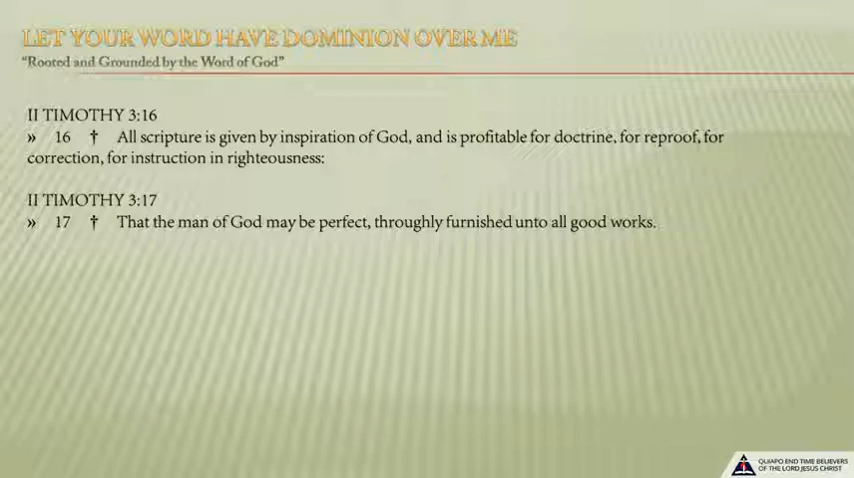 LET YOUR WORD HAVE DOMINION OVER ME
“Rooted and Grounded by the Word of God”
II TIMOTHY 3:16
» 16 † All scripture is given by inspiration of God, and is profitable for doctrine, for reproof, for
correction, for instruction in righteousness:
II TIMOTHY 3:17
» 17 † That the man of God may be perfect, throughly furnished unto all good works.
QUIAPO END TIME BELIEVERS
OF THE LORD JESUS CHRIST